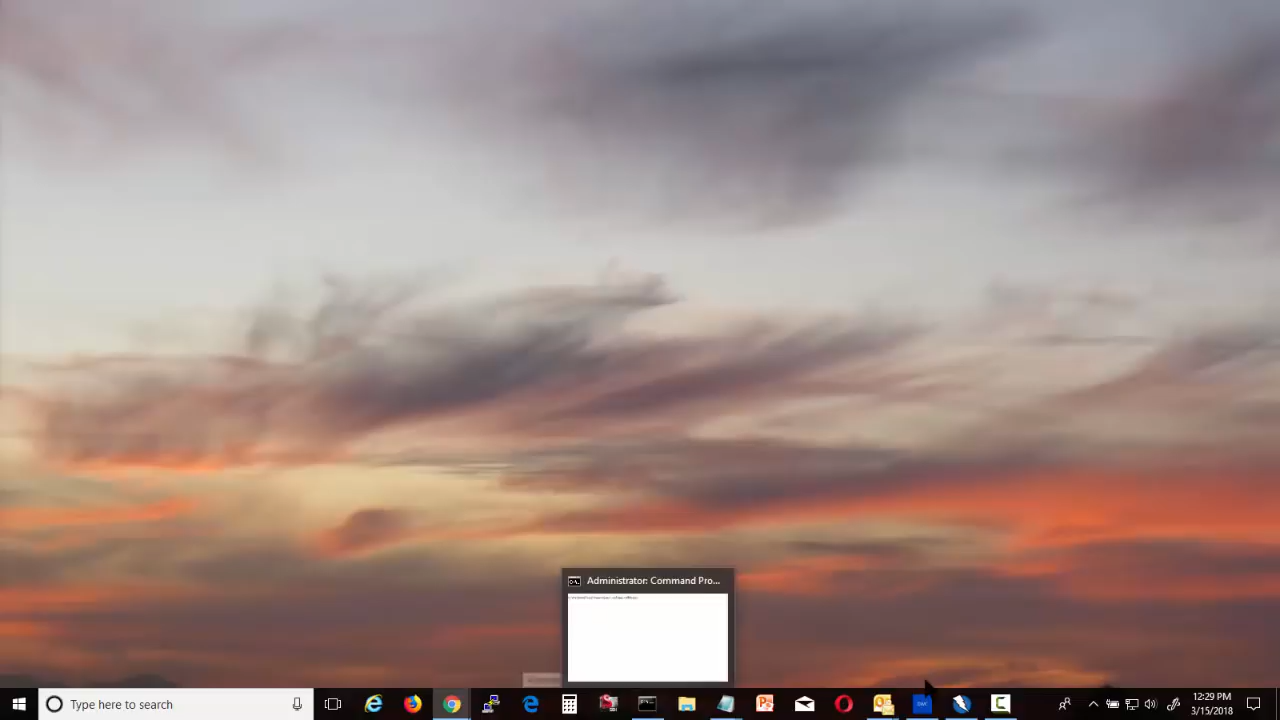 Administrator: Command Pro...
Type here to search
12:29 PM
3/15/2018